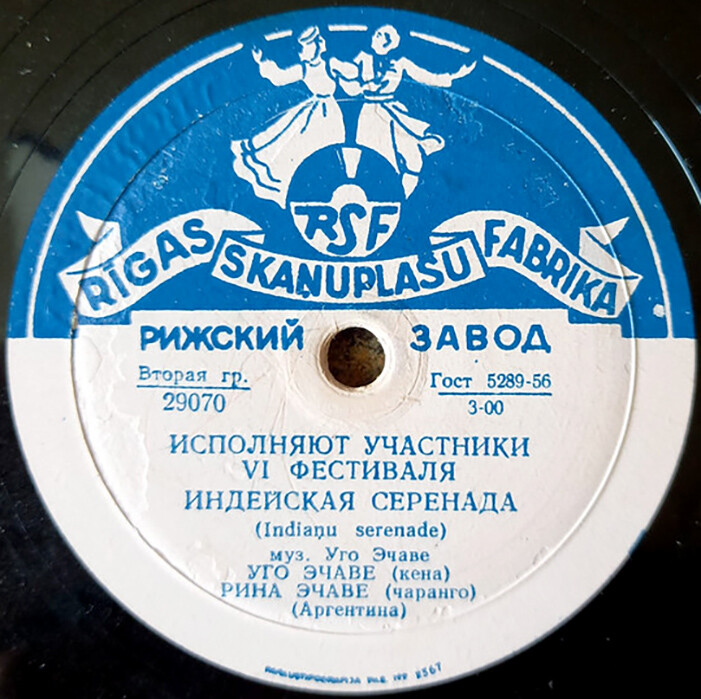 RSF
RĪGAS SKAŅUPLAŠU FABRIKA
РИЖСКИЙ ЗАВОД
Вторая гр. Гост 5289-56
29070 3-00
ИСПОЛНЯЮТ УЧАСТНИКИ
VI ФЕСТИВАЛЯ
ИНДЕЙСКАЯ СЕРЕНАДА
(Indiaņu serenade)
муз. Уго Эчаве
УГО ЭЧАВЕ (кена)
РИНА ЭЧАВЕ (чаранго)
(Аргентина)